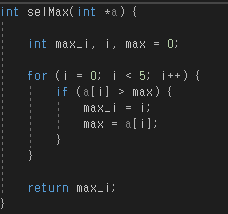 int selMax(int *a) {
int max_i, i, max = 0;
for (i = 0; i < 5; i++) {
if (a[i] > max) {
max_i = i;
max = a[i];
}
}
return max_i;
}